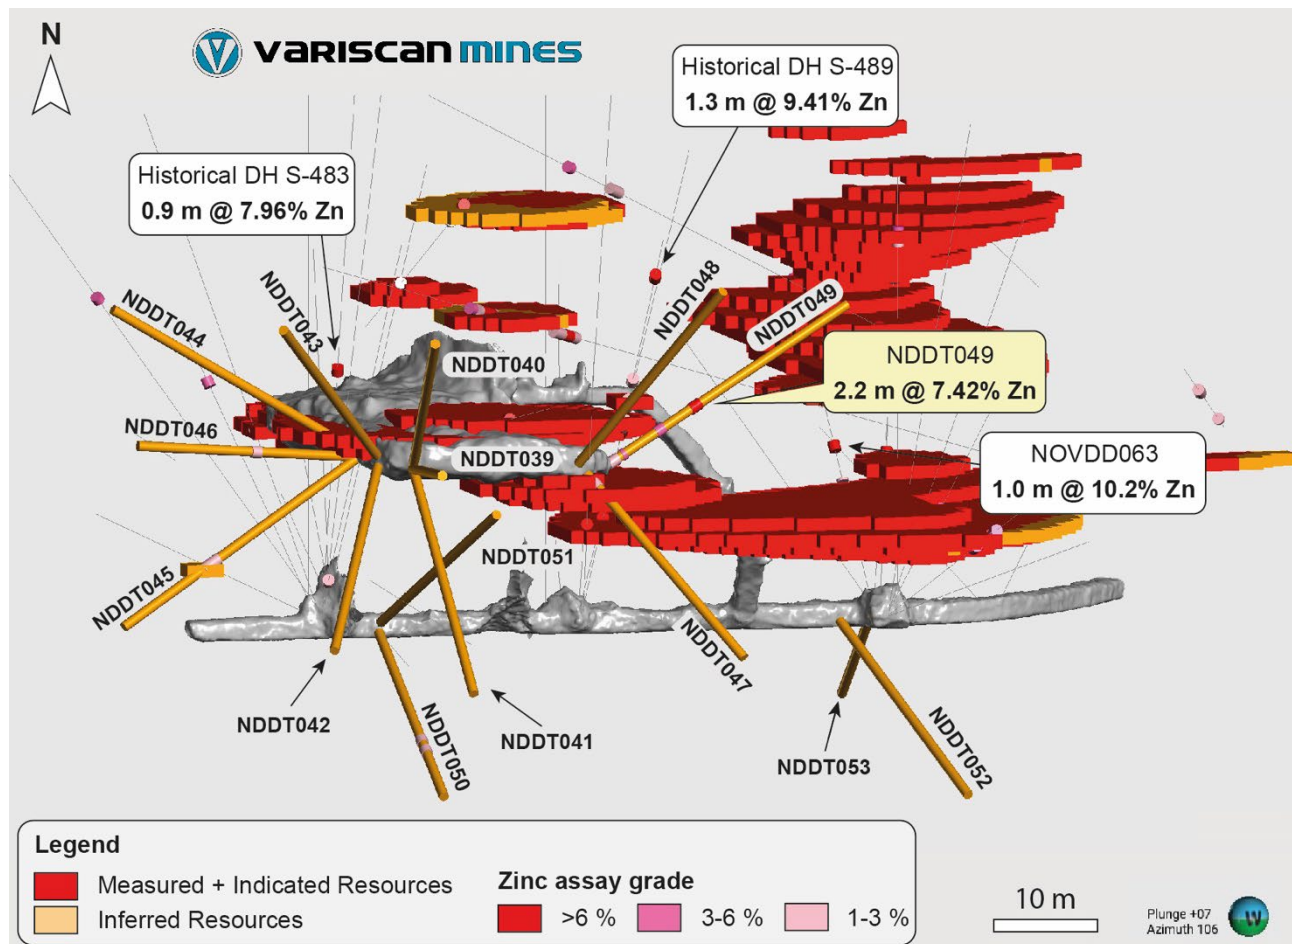 N
VARISCAN MINES
Historical DH S-489
1.3 m @ 9.41% Zn
Historical DH S-483
0.9 m @ 7.96% Zn
NDDT044
NDDT043
NDDT048
NDDT049
NDDT040
NDDT049
2.2 m @ 7.42% Zn
NDDT046
NDDT039
NOVDD063
1.0 m @ 10.2% Zn
NDDT045
NDDT051
NDDT047
NDDT042
NDDT050
NDDT041
NDDT053
NDDT052
Legend
Measured + Indicated Resources
Inferred Resources
Zinc assay grade
>6 %
3-6 %
1-3 %
10 m
Plunge +07
Azimuth 106